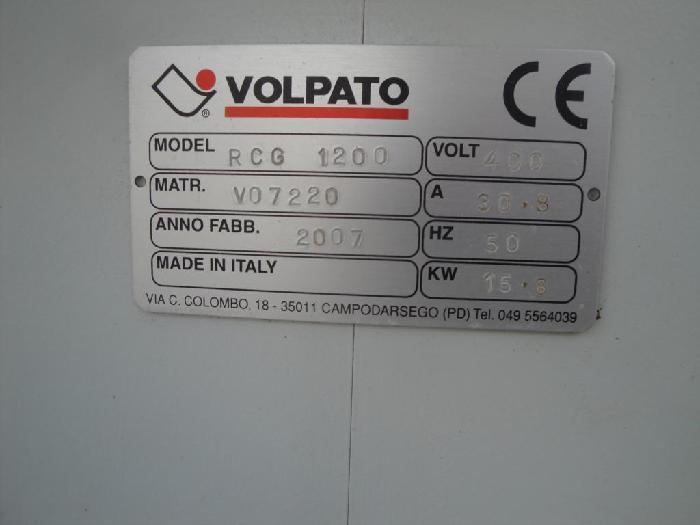 VOLPATO CE
®
MODEL RCG 1200 VOLT 400
MATR. V07220 A 30.8
ANNO FABB. 2007 HZ 50
MADE IN ITALY KW 15.8
VIA C. COLOMBO, 18 - 35011 CAMPODARSEGO (PD) Tel. 049 5564039